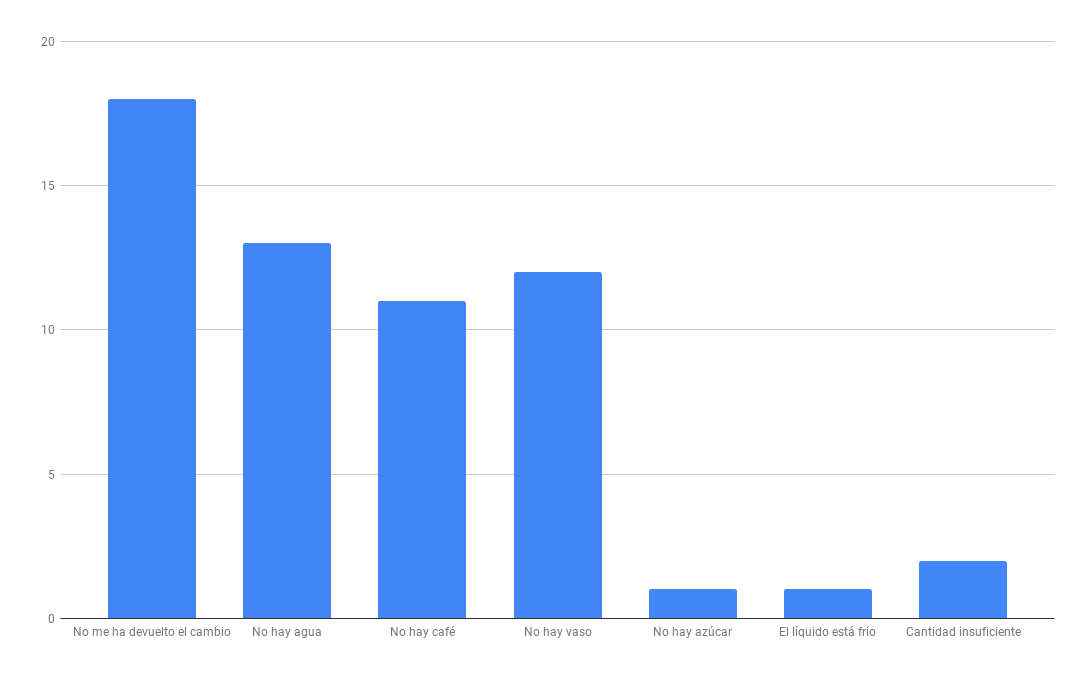 20
15
10
5
0
No me ha devuelto el cambio
No hay agua
No hay café
No hay vaso
No hay azúcar
El líquido está frío
Cantidad insuficiente